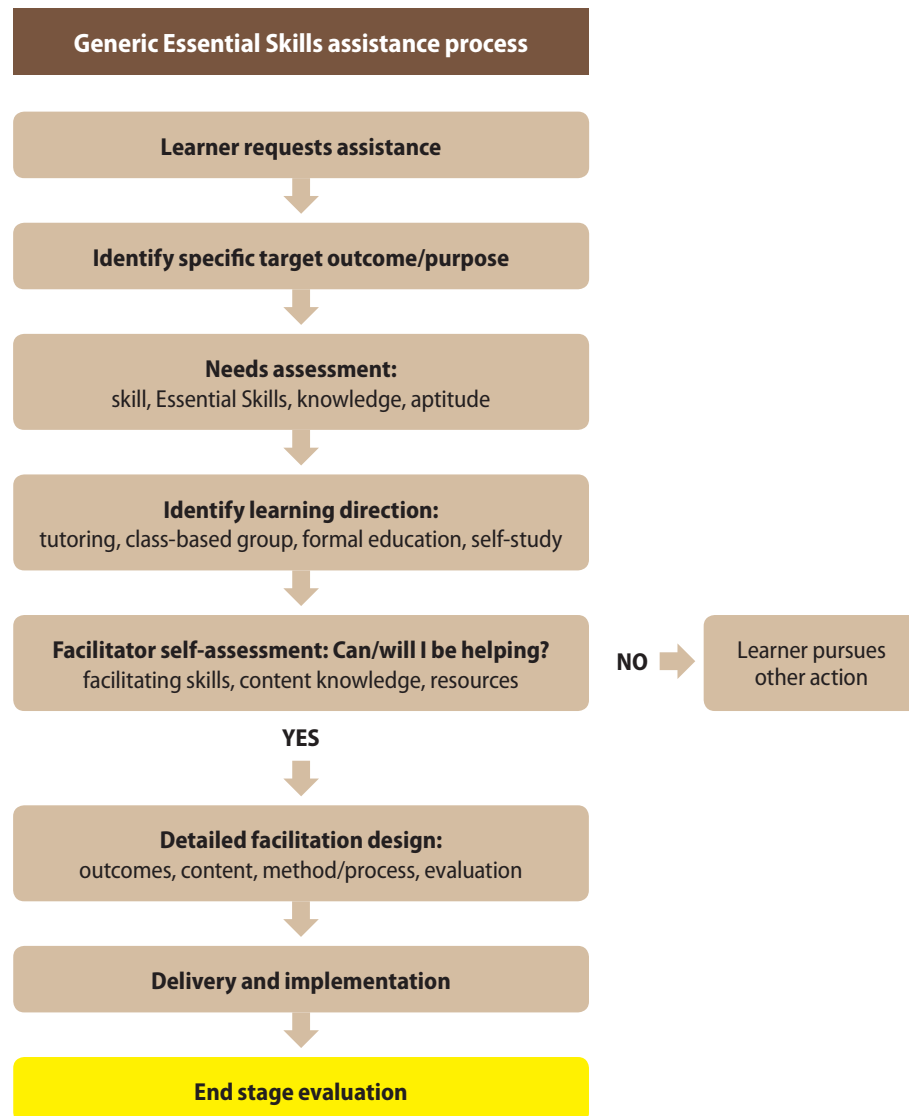 Generic Essential Skills assistance process
Learner requests assistance
Identify specific target outcome/purpose
Needs assessment:
skill, Essential Skills, knowledge, aptitude
Identify learning direction:
tutoring, class-based group, formal education, self-study
Facilitator self-assessment: Can/will I be helping?
facilitating skills, content knowledge, resources
NO
Learner pursues
other action
YES
Detailed facilitation design:
outcomes, content, method/process, evaluation
Delivery and implementation
End stage evaluation